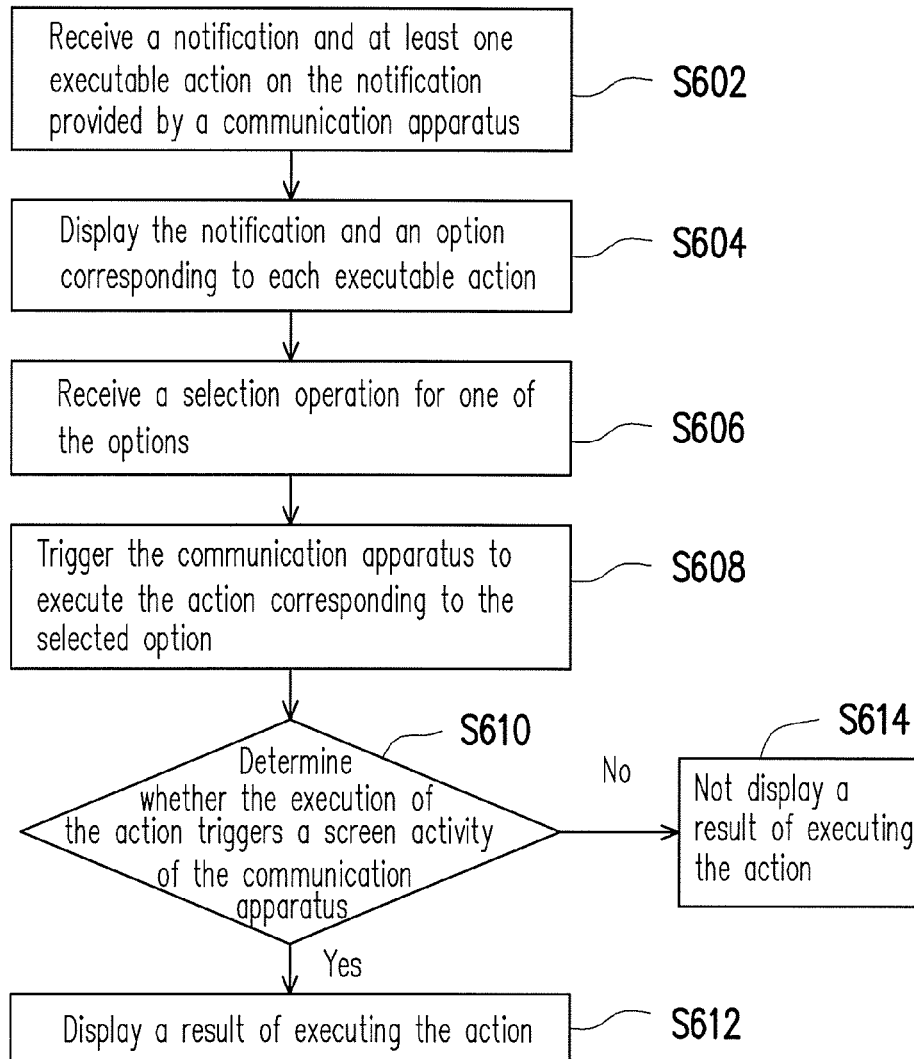 Receive a notification and at least one
executable action on the notification
provided by a communication apparatus
S602
Display the notification and an option
corresponding to each executable action
S604
Receive a selection operation for one of
the options
S606
Trigger the communication apparatus to
execute the action corresponding to the
selected option
S608
S610
Determine
whether the execution of
the action triggers a screen activity
of the communication
apparatus
No
S614
Not display a
result of executing
the action
Yes
Display a result of executing the action
S612